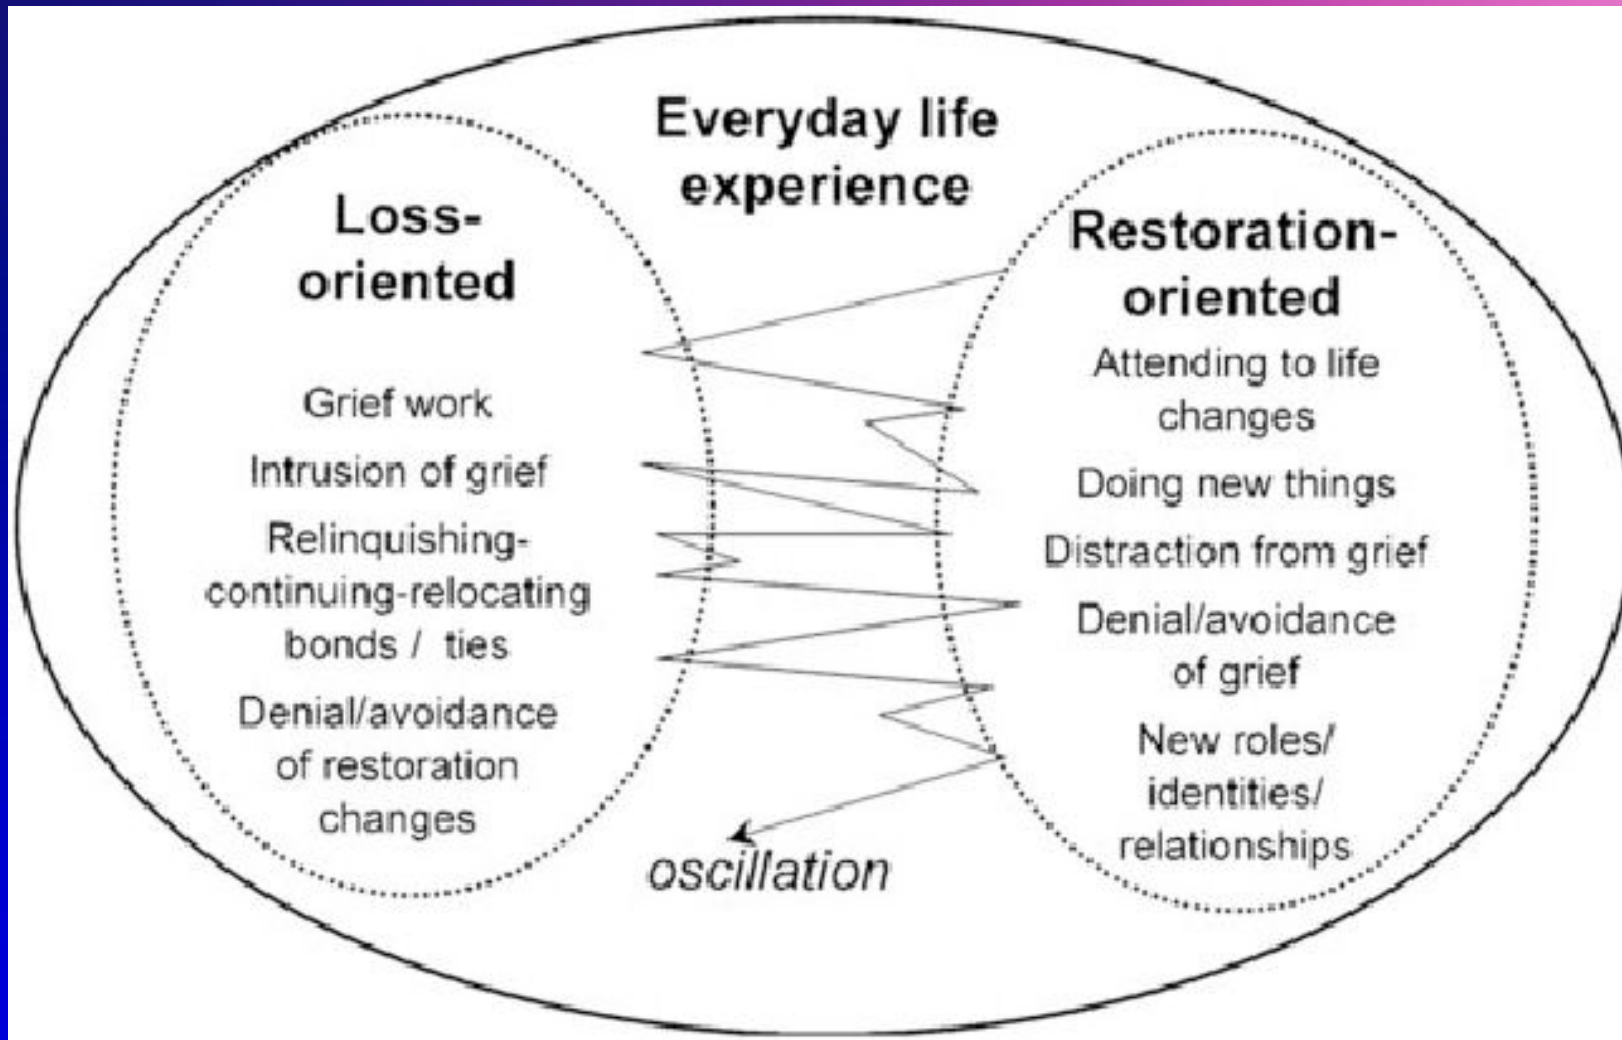 Everyday life
experience
Loss-
oriented
Grief work
Intrusion of grief
Relinquishing-
continuing-relocating
bonds / ties
Denial/avoidance
of restoration
changes
Restoration-
oriented
Attending to life
changes
Doing new things
Distraction from grief
Denial/avoidance
of grief
New roles/
identities/
relationships
oscillation